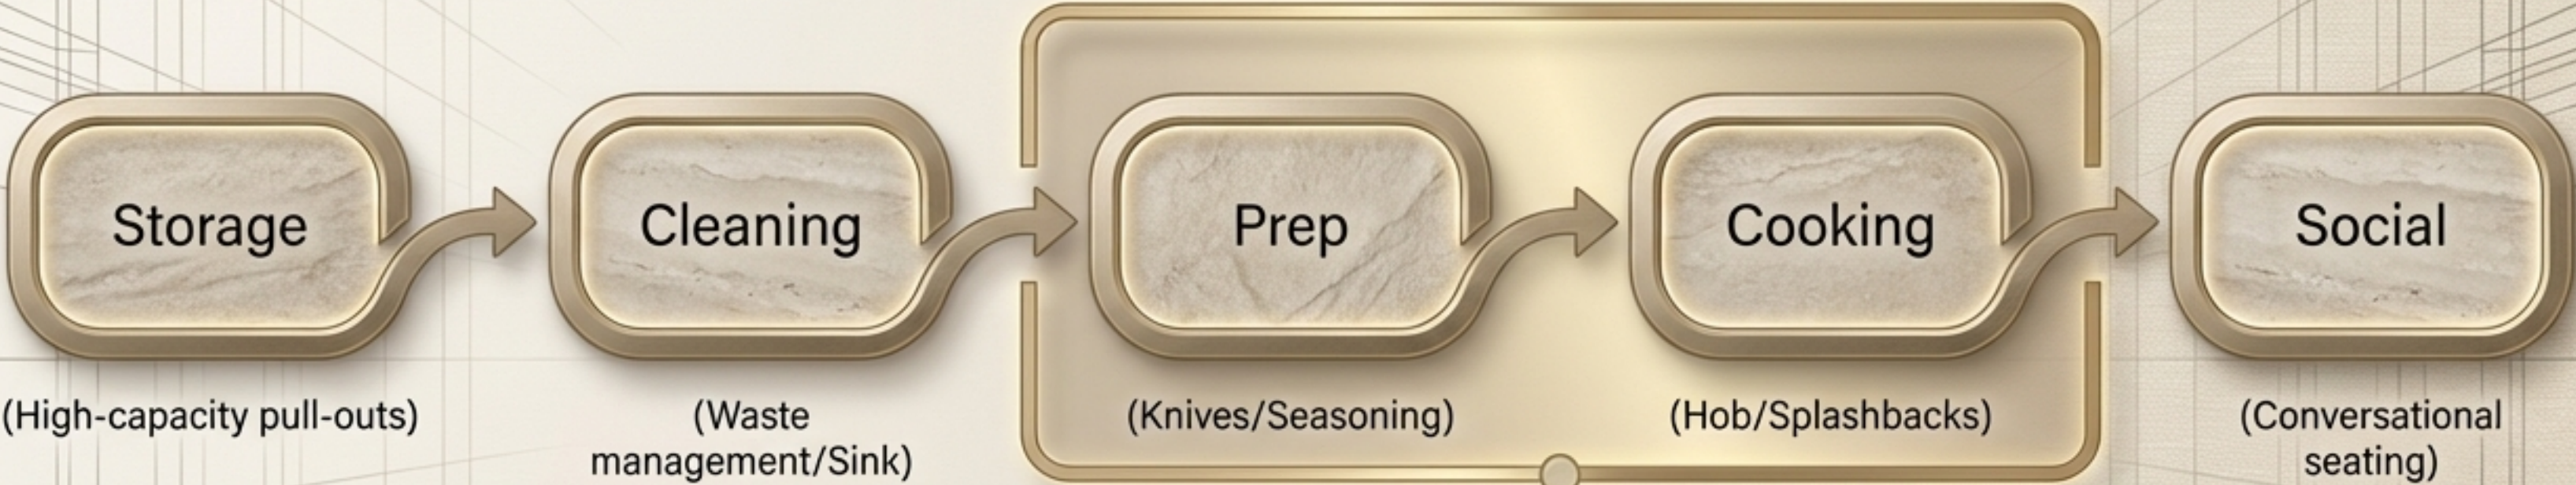 Storage
(High-capacity pull-outs)
Cleaning
(Waste
management/Sink)
Prep
(Knives/Seasoning)
Cooking
(Hob/Splashbacks)
Social
(Conversational
seating)